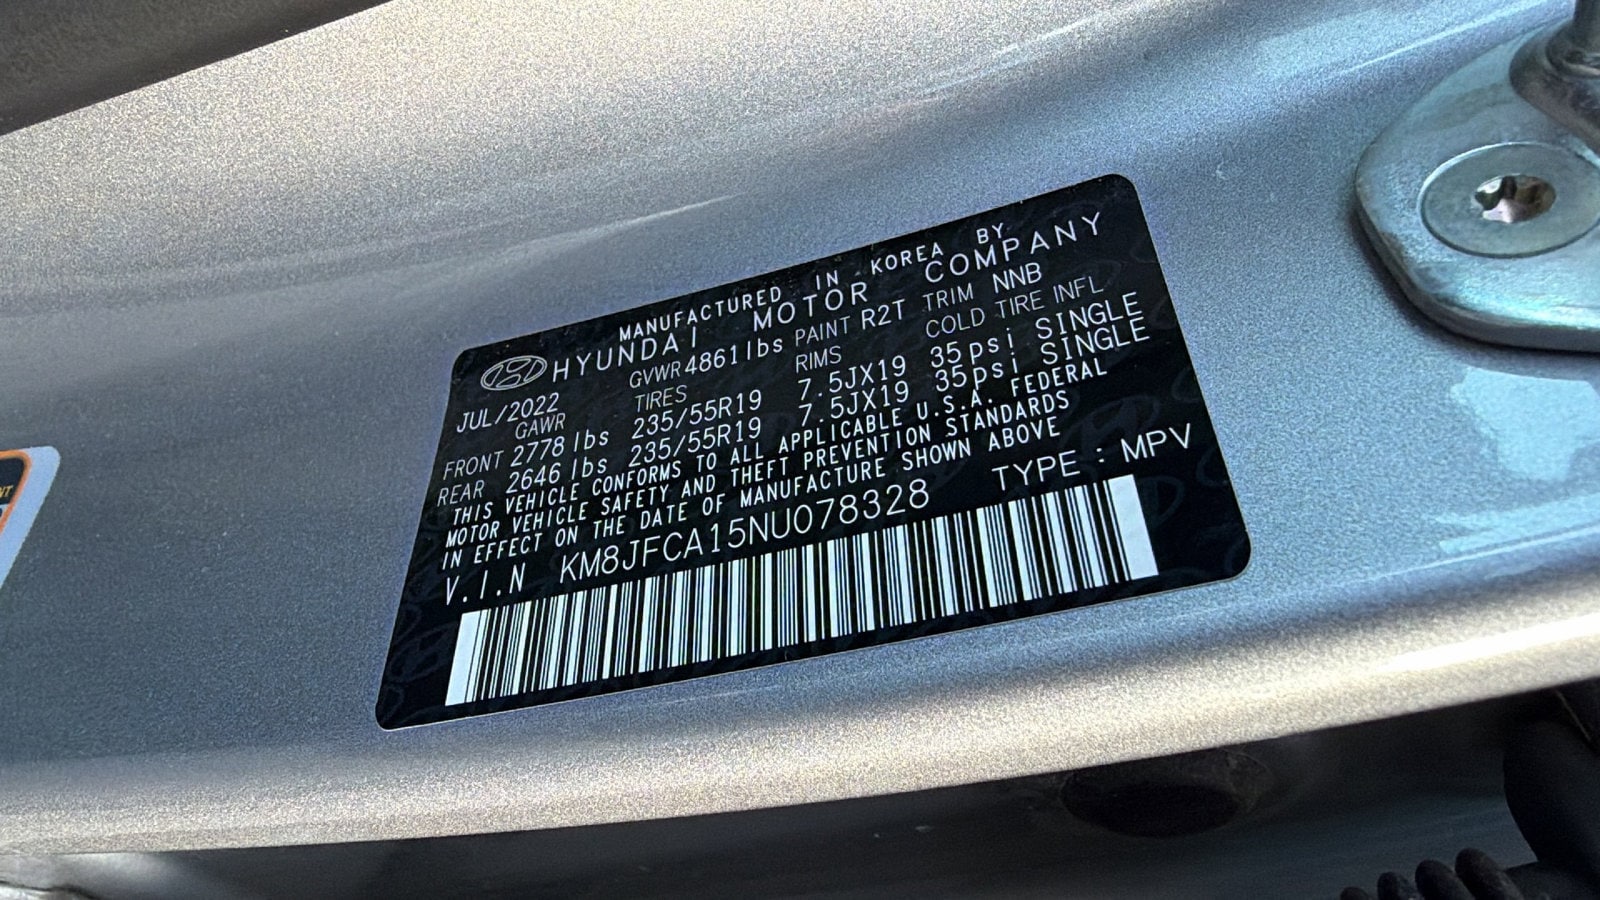 MANUFACTURED IN KOREA BY
HYUNDAI MOTOR COMPANY
JUL/2022 GVWR 4861lbs PAINT R2T TRIM NNB
GAWR TIRES RIMS COLD TIRE INFL
FRONT 2778 lbs 235/55R19 7.5JX19 35psi SINGLE
REAR 2646 lbs 235/55R19 7.5JX19 35psi SINGLE
THIS VEHICLE CONFORMS TO ALL APPLICABLE U.S.A. FEDERAL
MOTOR VEHICLE SAFETY AND THEFT PREVENTION STANDARDS
IN EFFECT ON THE DATE OF MANUFACTURE SHOWN ABOVE
V.I.N KM8JFCA15NU078328 TYPE : MPV